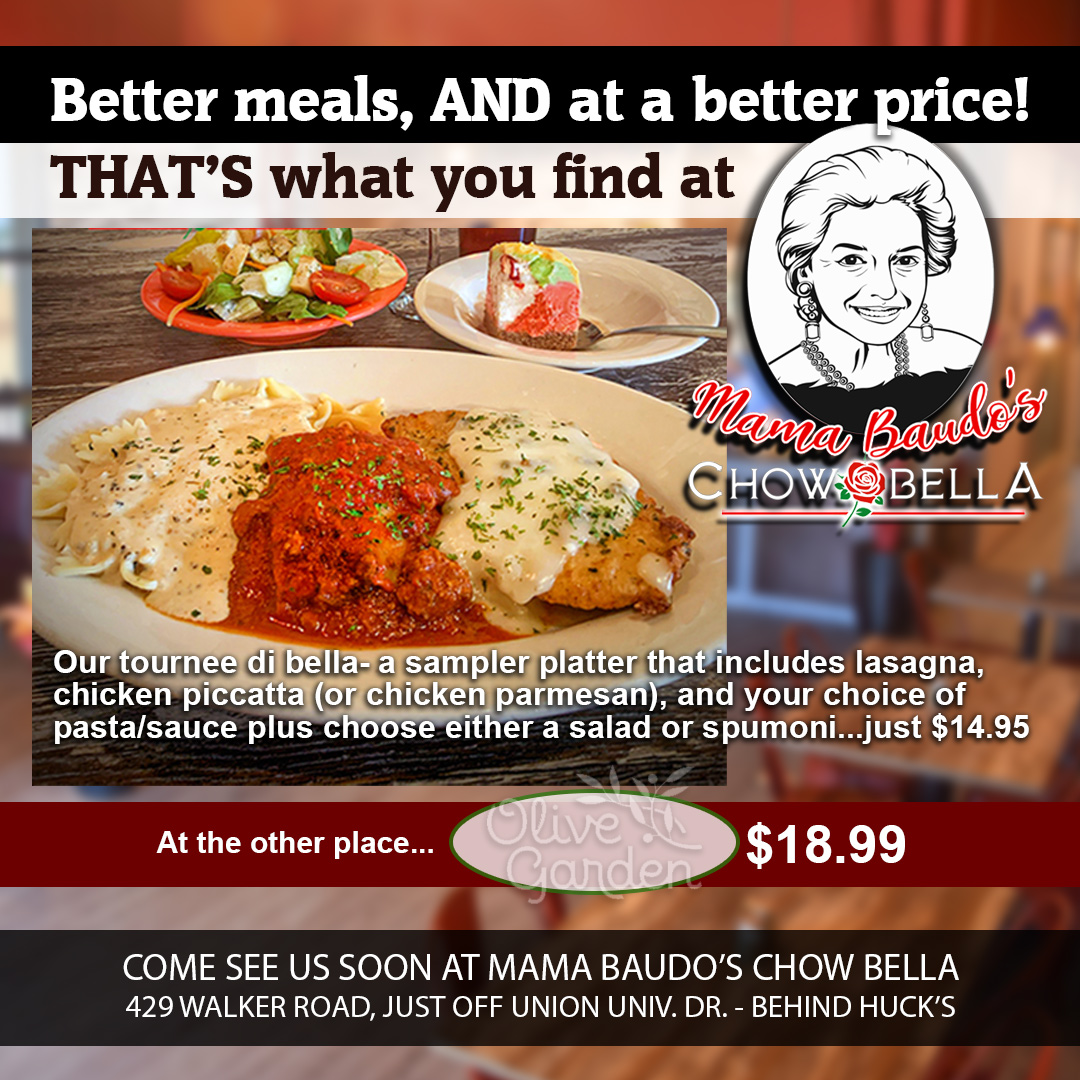 Better meals, AND at a better price!
THAT'S what you find at
Mama Baudo's
CHOW BELLA
Our tournee di bella- a sampler platter that includes lasagna,
chicken piccatta (or chicken parmesan), and your choice of
pasta/sauce plus choose either a salad or spumoni...just $14.95
At the other place...
Olive
Garden
$18.99
COME SEE US SOON AT MAMA BAUDO'S CHOW BELLA
429 WALKER ROAD, JUST OFF UNION UNIV. DR. - BEHIND HUCK'S